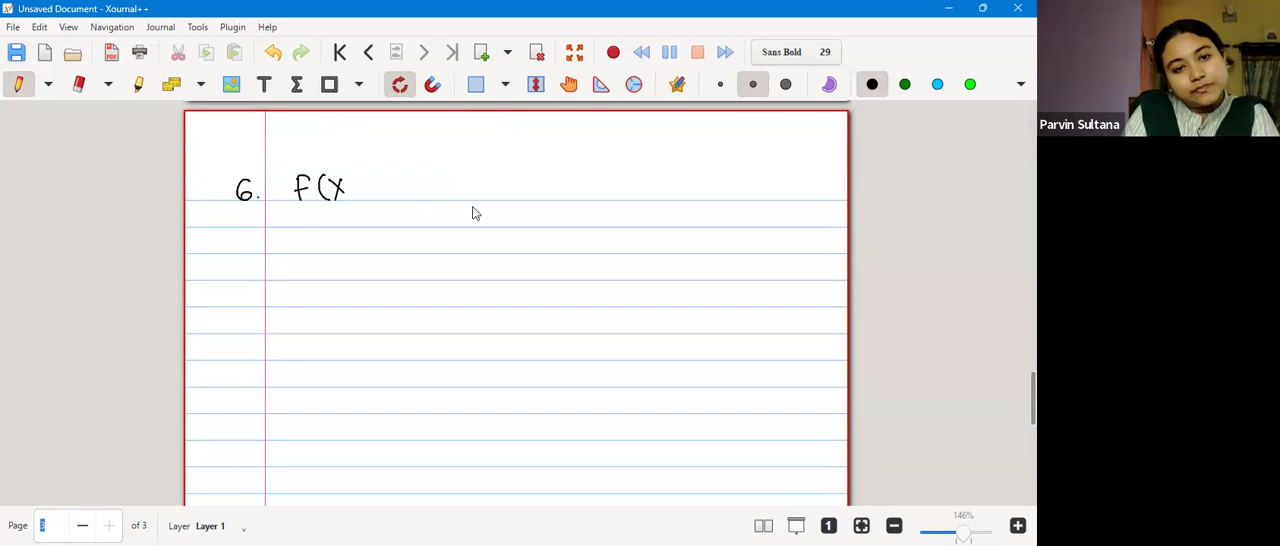 Unsaved Document - Xournal++
File Edit View Navigation Journal Tools Plugin Help
Sans Bold 29
Parvin Sultana
6. F(X
Page 3 of 3 Layer Layer 1
146%